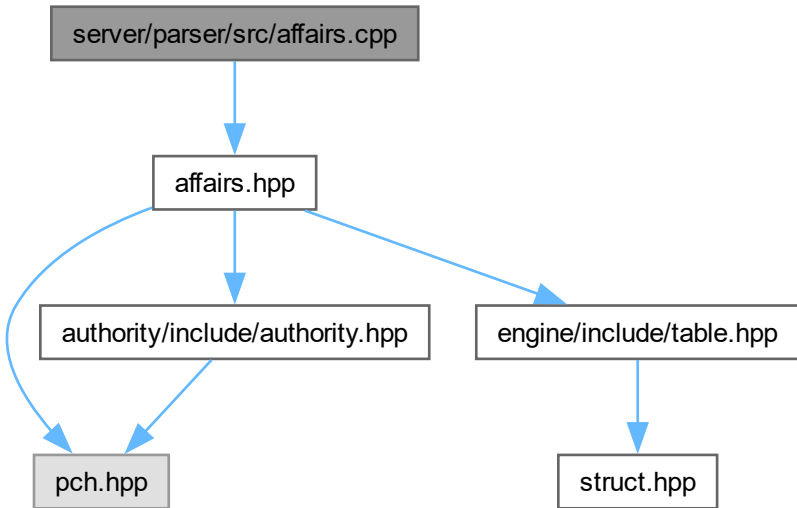 server/parser/src/affairs.cpp
affairs.hpp
authority/include/authority.hpp
engine/include/table.hpp
pch.hpp
struct.hpp